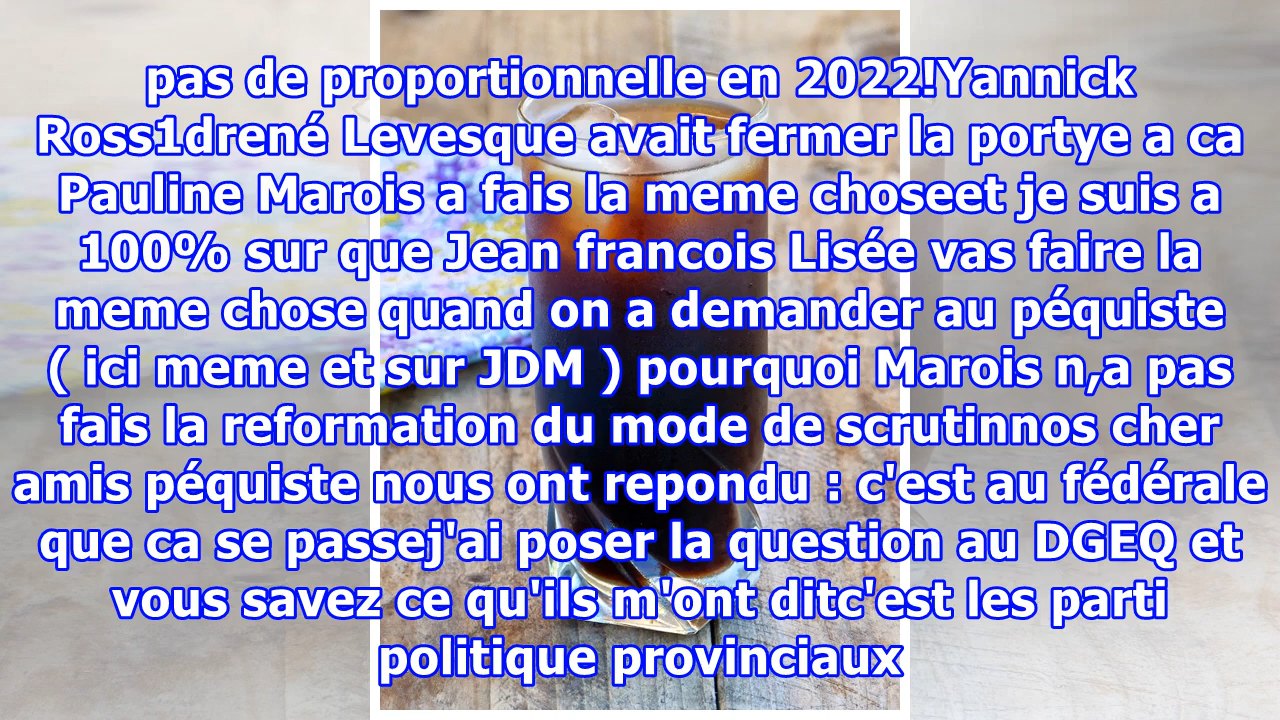 pas de proportionnelle en 2022!Yannick
Ross1drené Levesque avait fermer la portye a ca
Pauline Marois a fais la meme choseet je suis a
100% sur que Jean francois Lisée vas faire la
meme chose quand on a demander au péquiste
( ici meme et sur JDM ) pourquoi Marois n,a pas
fais la reformation du mode de scrutinnos cher
amis péquiste nous ont repondu : c'est au fédérale
que ca se passej'ai poser la question au DGEQ et
vous savez ce qu'ils m'ont ditc'est les parti
politique provinciaux